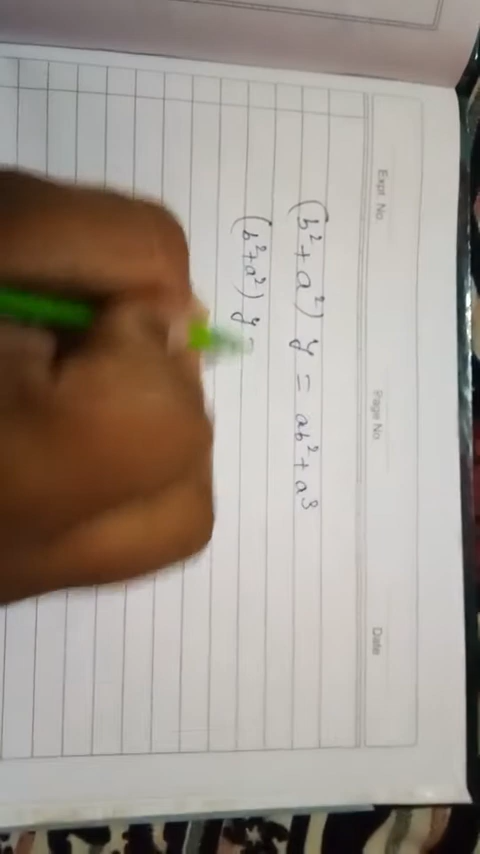 Expt. No
Page No.
Date
(b²+a²) y = ab²+a³
(b²+a²) y =